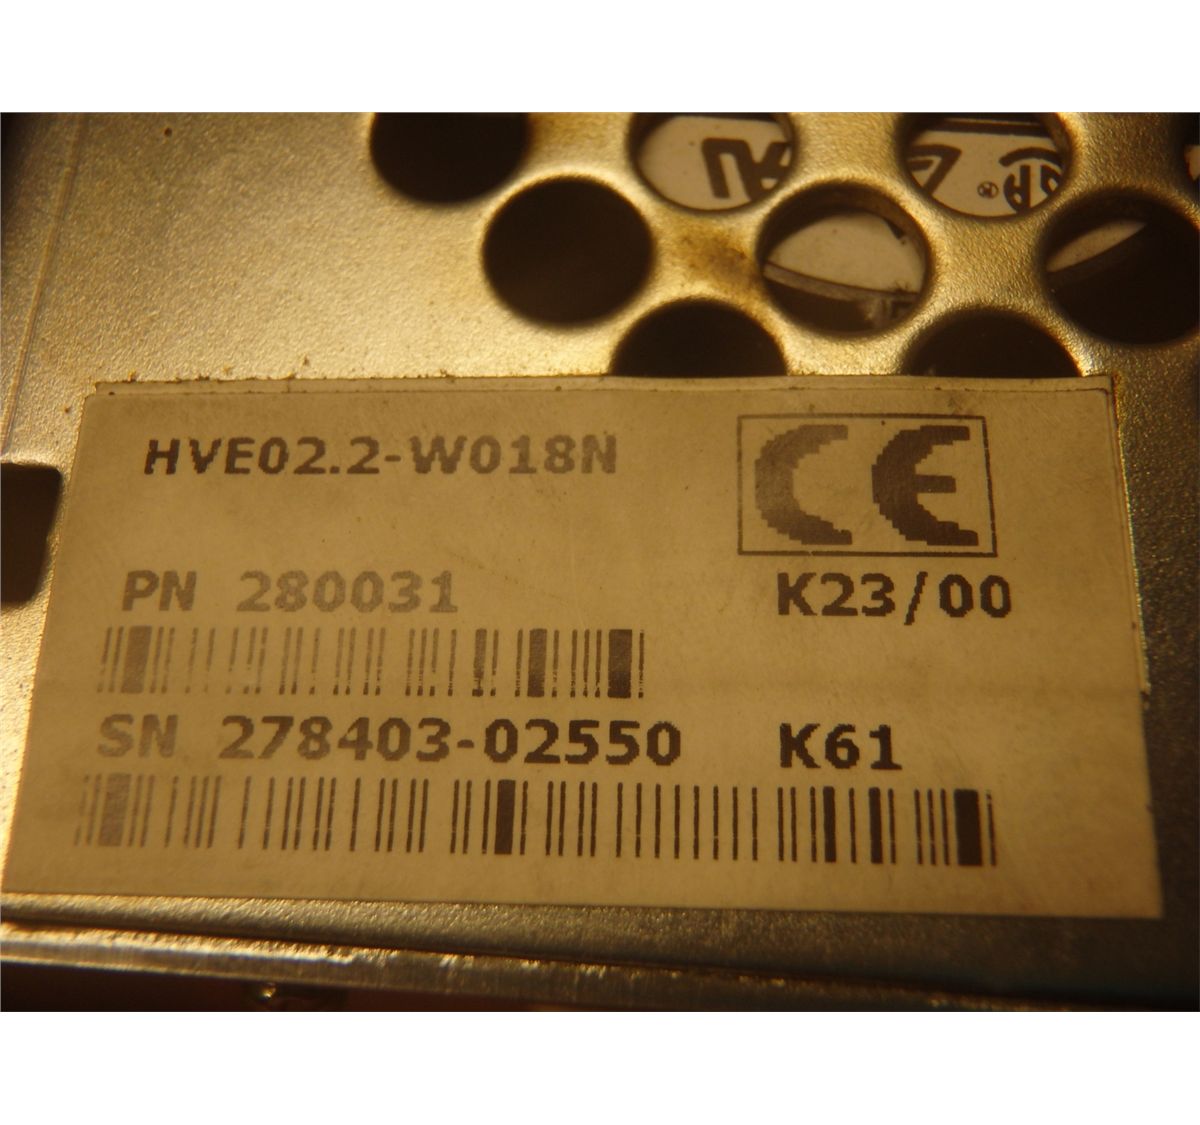 HVE02.2-W018N
CE
PN 280031
K23/00
SN 278403-02550 K61